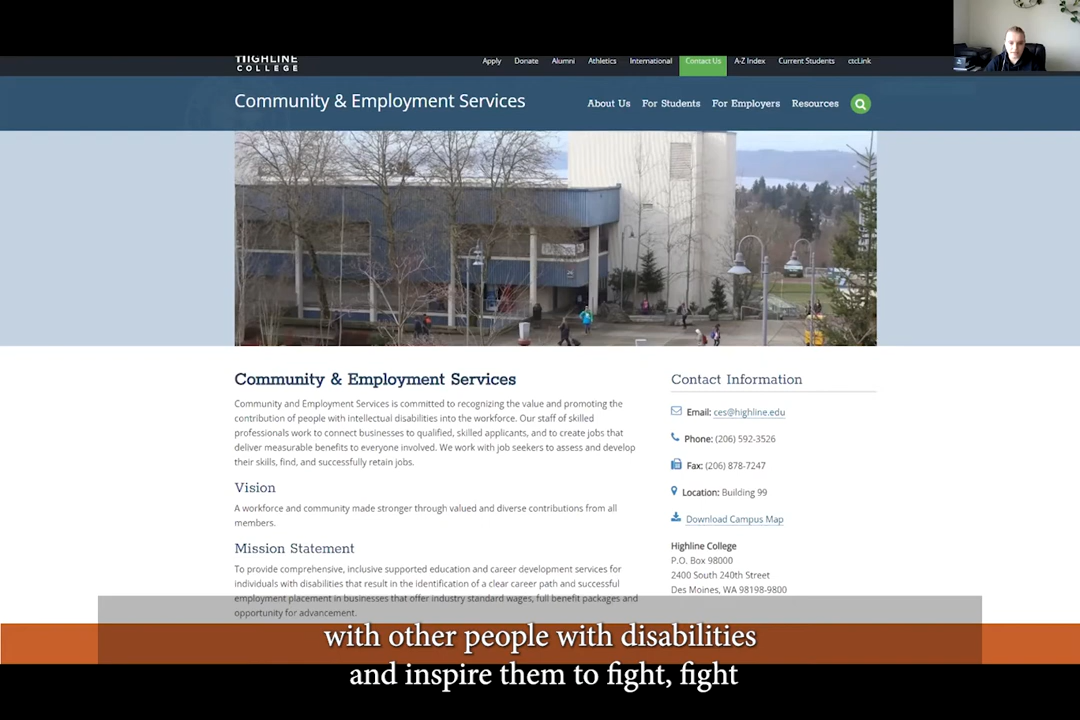 HIGHLINE
COLLEGE
Apply Donate Alumni Athletics International Contact Us A-Z Index Current Students ctcLink
Community & Employment Services
About Us For Students For Employers Resources
Community & Employment Services
Community and Employment Services is committed to recognizing the value and promoting the
contribution of people with intellectual disabilities into the workforce. Our staff of skilled
professionals work to connect businesses to qualified, skilled applicants, and to create jobs that
deliver measurable benefits to everyone involved. We work with job seekers to assess and develop
their skills, find, and successfully retain jobs.
Vision
A workforce and community made stronger through valued and diverse contributions from all
members.
Mission Statement
To provide comprehensive, inclusive supported education and career development services for
individuals with disabilities that result in the identification of a clear career path and successful
employment placement in businesses that offer industry standard wages, full benefit packages and
opportunity for advancement.
Contact Information
Email: ces@highline.edu
Phone: (206) 592-3526
Fax: (206) 878-7247
Location: Building 99
Download Campus Map
Highline College
P.O. Box 98000
2400 South 240th Street
Des Moines, WA 98198-9800
with other people with disabilities
and inspire them to fight, fight